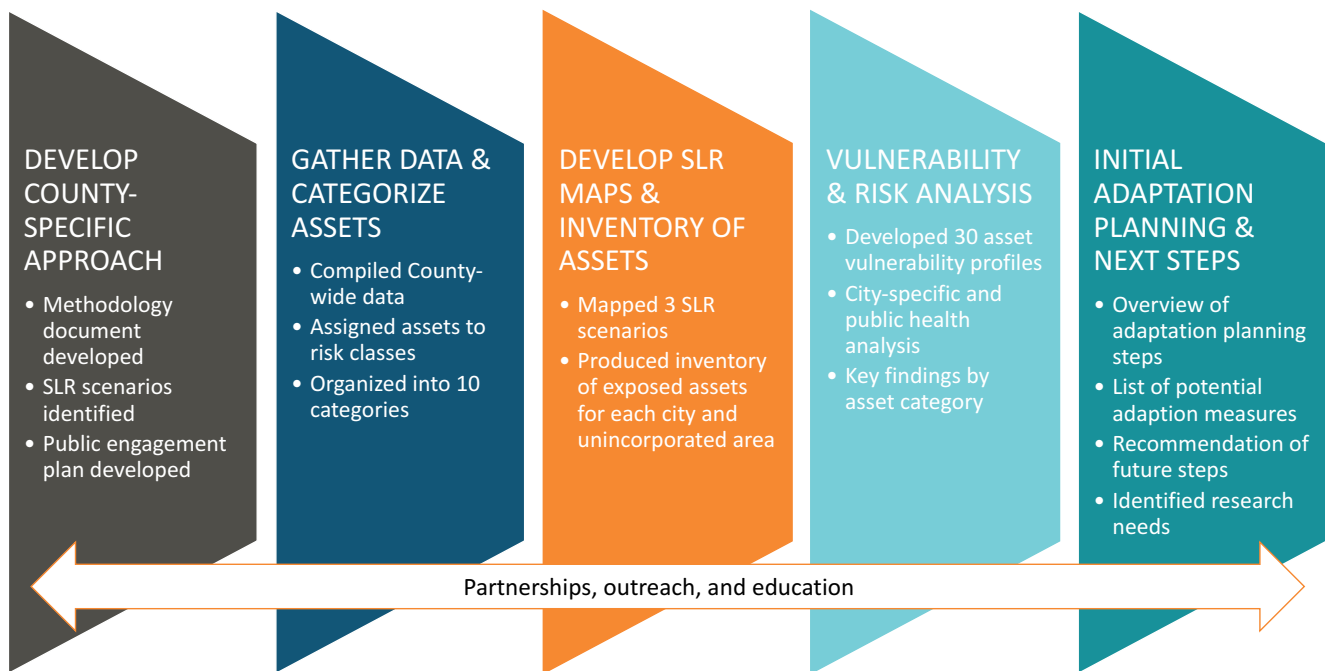 DEVELOP
COUNTY-
SPECIFIC
APPROACH
• Methodology
document
developed
• SLR scenarios
identified
• Public engagement
plan developed
GATHER DATA &
CATEGORIZE
ASSETS
• Compiled County-
wide data
• Assigned assets to
risk classes
• Organized into 10
categories
DEVELOP SLR
MAPS &
INVENTORY OF
ASSETS
• Mapped 3 SLR
scenarios
• Produced inventory
of exposed assets
for each city and
unincorporated area
VULNERABILITY
& RISK ANALYSIS
• Developed 30 asset
vulnerability profiles
• City-specific and
public health
analysis
• Key findings by
asset category
INITIAL
ADAPTATION
PLANNING &
NEXT STEPS
• Overview of
adaptation planning
steps
• List of potential
adaption measures
• Recommendation of
future steps
• Identified research
needs
Partnerships, outreach, and education